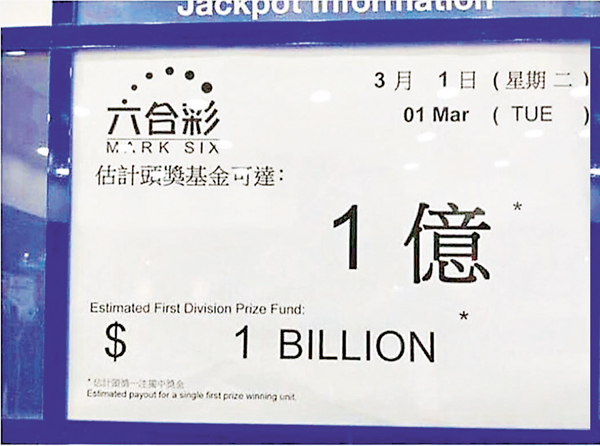 Jackpot Information
3月 1日 (星期二)
01 Mar ( TUE )
六合彩
MARK SIX
估計頭獎基金可達:
1 億 *
Estimated First Division Prize Fund:
$ 1 BILLION *
* 估計頭獎一注獨中獎金
Estimated payout for a single first prize winning unit.